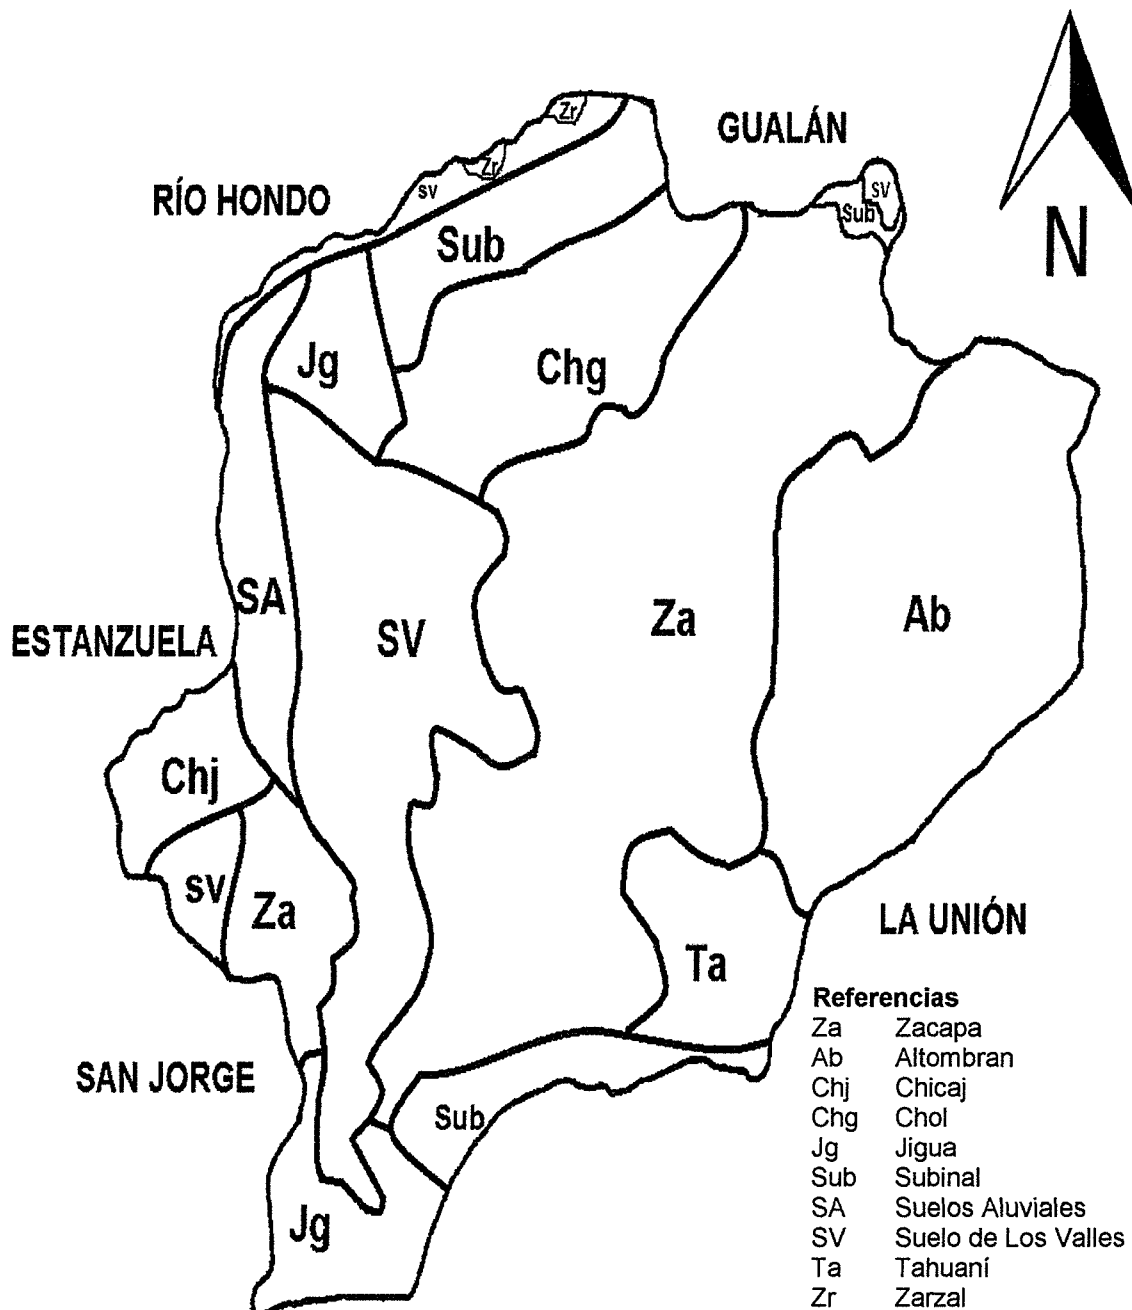 Zr
GUALÁN
Zr
sv
SV
RÍO HONDO
Sub
Sub
N
Jg
Chg
SA
Za
Ab
ESTANZUELA
SV
Chj
sv
Za
LA UNIÓN
Ta
SAN JORGE
Sub
Jg
Referencias
Za Zacapa
Ab Altombran
Chj Chicaj
Chg Chol
Jg Jigua
Sub Subinal
SA Suelos Aluviales
SV Suelo de Los Valles
Ta Tahuaní
Zr Zarzal